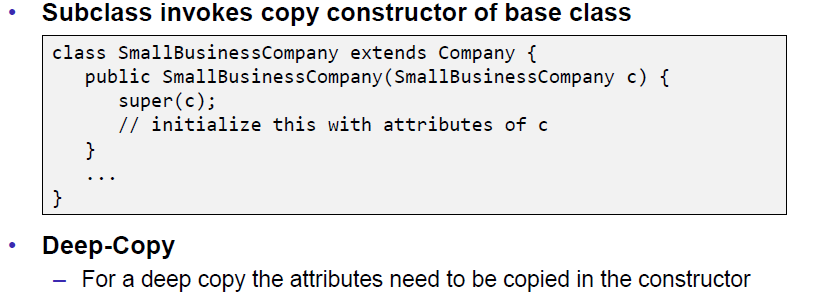 • Subclass invokes copy constructor of base class
class SmallBusinessCompany extends Company {
public SmallBusinessCompany(SmallBusinessCompany c) {
super(c);
// initialize this with attributes of c
}
...
}
• Deep-Copy
– For a deep copy the attributes need to be copied in the constructor